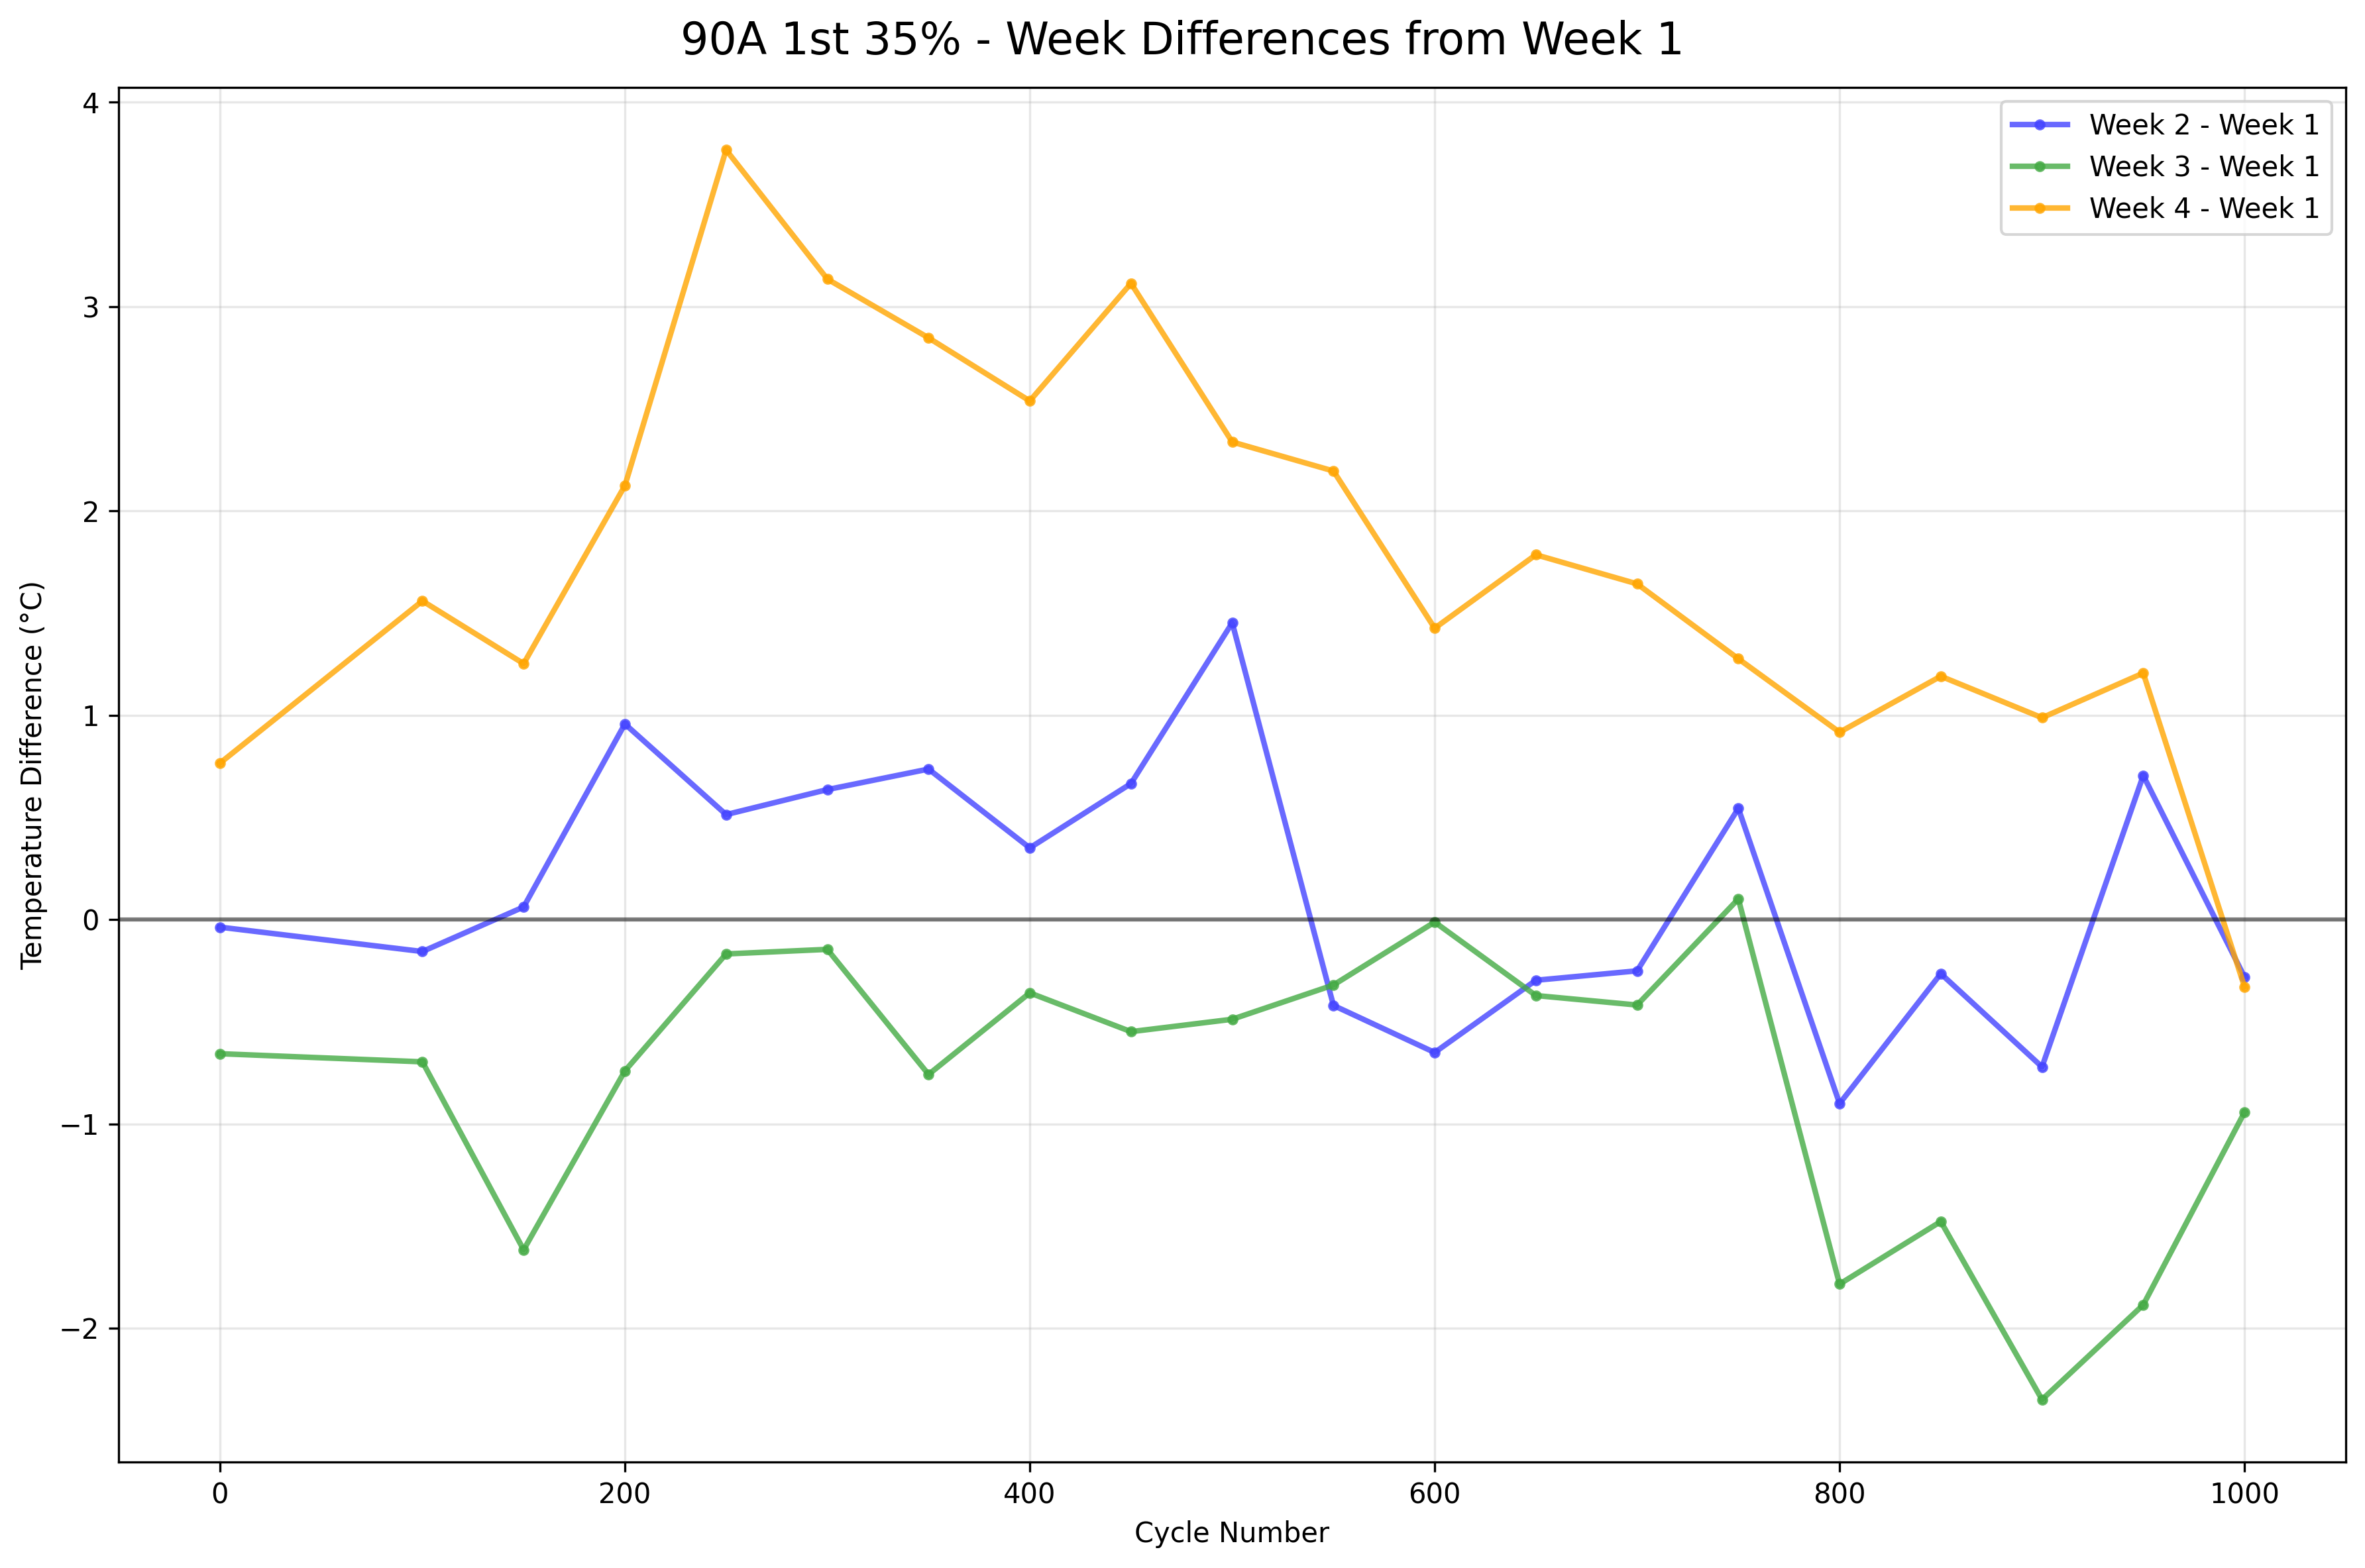 90A 1st 35% - Week Differences from Week 1
Week 2 - Week 1
Week 3 - Week 1
Week 4 - Week 1
4
3
2
1
0
−1
−2
Temperature Difference (°C)
0
200
400
600
800
1000
Cycle Number